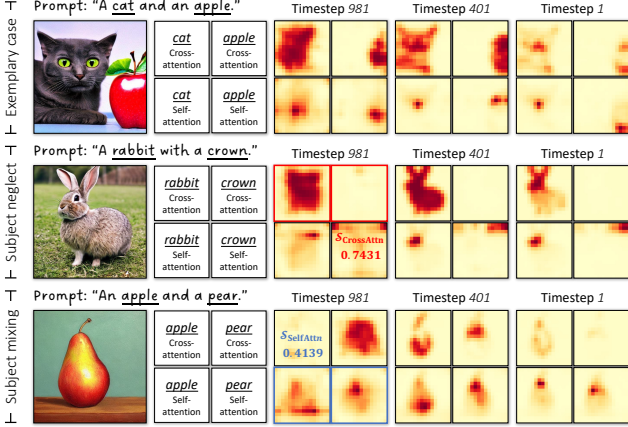 Exemplary case
Prompt: "A cat and an apple."
cat
Cross-
attention
apple
Cross-
attention
cat
Self-
attention
apple
Self-
attention
Timestep 981
Timestep 401
Timestep 1
Subject neglect
Prompt: "A rabbit with a crown."
rabbit
Cross-
attention
crown
Cross-
attention
rabbit
Self-
attention
crown
Self-
attention
Timestep 981
Timestep 401
Timestep 1
SCrossAttn
0.7431
Subject mixing
Prompt: "An apple and a pear."
apple
Cross-
attention
pear
Cross-
attention
apple
Self-
attention
pear
Self-
attention
Timestep 981
Timestep 401
Timestep 1
SSelfAttn
0.4139